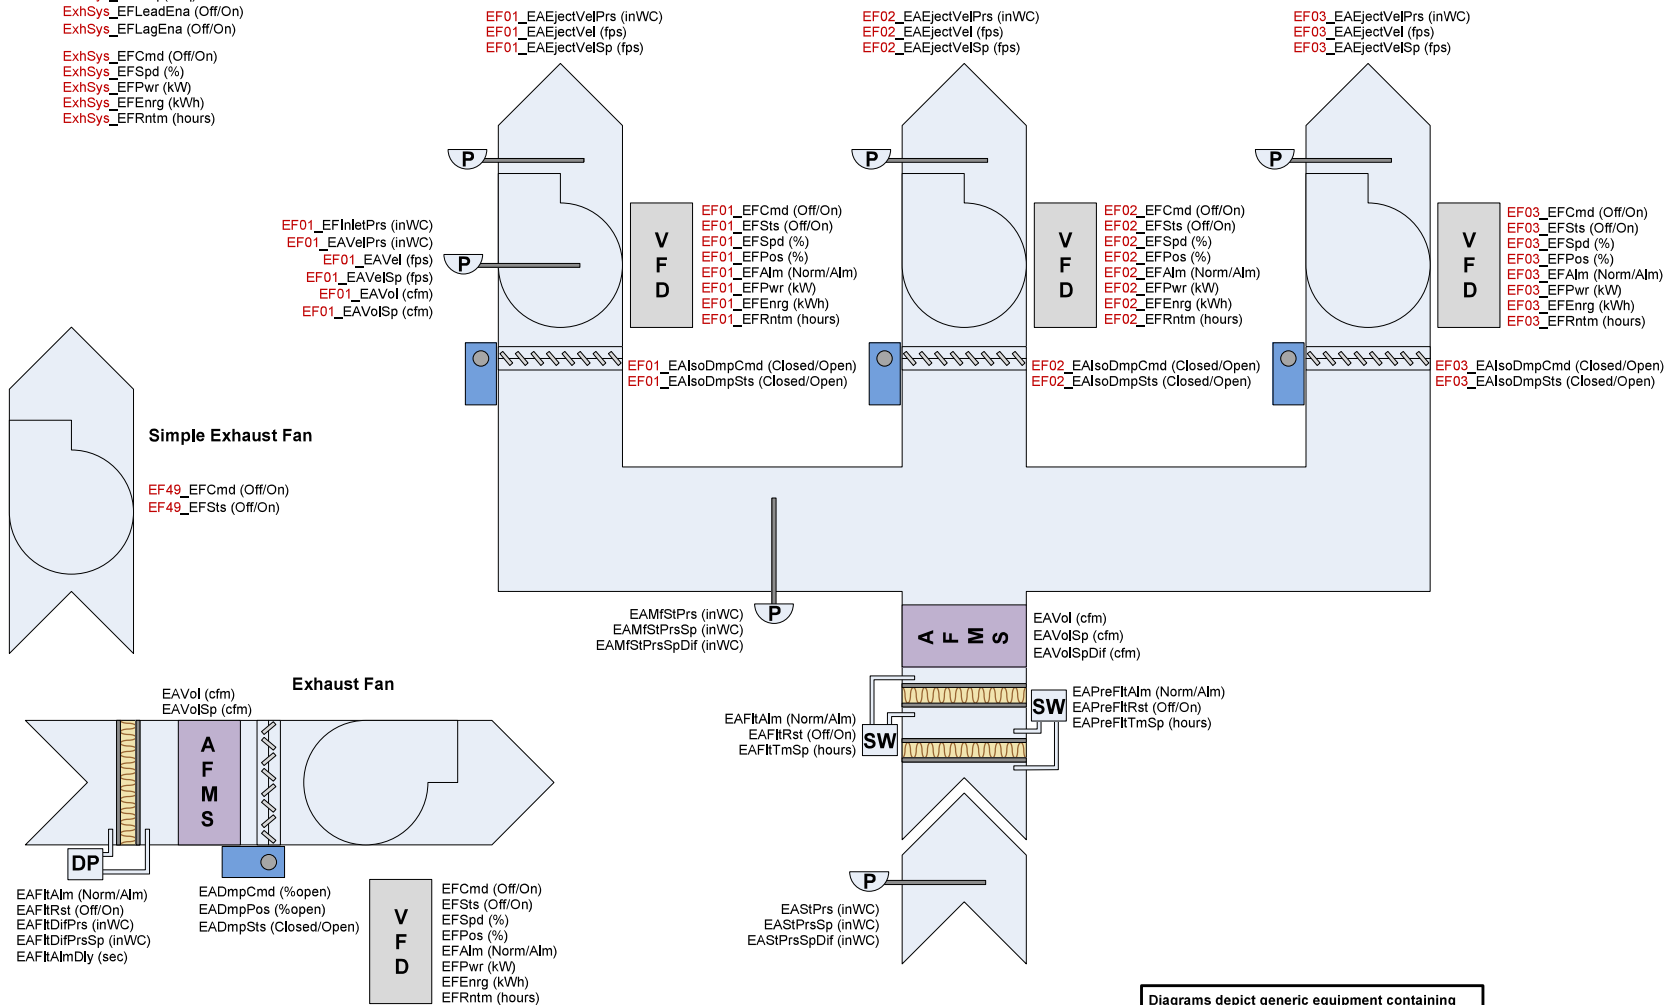 ExhSys_EFLeadEna (Off/On)
ExhSys_EFLagEna (Off/On)
ExhSys_EFCmd (Off/On)
ExhSys_EFSpd (%)
ExhSys_EFPwr (kW)
ExhSys_EFEnrg (kWh)
ExhSys_EFRntm (hours)
EF01_EAEjectVelPrs (inWC)
EF01_EAEjectVel (fps)
EF01_EAEjectVelSp (fps)
EF02_EAEjectVelPrs (inWC)
EF02_EAEjectVel (fps)
EF02_EAEjectVelSp (fps)
EF03_EAEjectVelPrs (inWC)
EF03_EAEjectVel (fps)
EF03_EAEjectVelSp (fps)
P
P
P
EF01_EFInletPrs (inWC)
EF01_EAVelPrs (inWC)
EF01_EAVel (fps)
EF01_EAVelSp (fps)
EF01_EAVol (cfm)
EF01_EAVolSp (cfm)
P
VFD
EF01_EFCmd (Off/On)
EF01_EFSts (Off/On)
EF01_EFSpd (%)
EF01_EFPos (%)
EF01_EFAlm (Norm/Alm)
EF01_EFPwr (kW)
EF01_EFEnrg (kWh)
EF01_EFRntm (hours)
VFD
EF02_EFCmd (Off/On)
EF02_EFSts (Off/On)
EF02_EFSpd (%)
EF02_EFPos (%)
EF02_EFAlm (Norm/Alm)
EF02_EFPwr (kW)
EF02_EFEnrg (kWh)
EF02_EFRntm (hours)
VFD
EF03_EFCmd (Off/On)
EF03_EFSts (Off/On)
EF03_EFSpd (%)
EF03_EFPos (%)
EF03_EFAlm (Norm/Alm)
EF03_EFPwr (kW)
EF03_EFEnrg (kWh)
EF03_EFRntm (hours)
EF01_EAIsoDmpCmd (Closed/Open)
EF01_EAIsoDmpSts (Closed/Open)
EF02_EAIsoDmpCmd (Closed/Open)
EF02_EAIsoDmpSts (Closed/Open)
EF03_EAIsoDmpCmd (Closed/Open)
EF03_EAIsoDmpSts (Closed/Open)
Simple Exhaust Fan
EF49_EFCmd (Off/On)
EF49_EFSts (Off/On)
EAMfStPrs (inWC)
EAMfStPrsSp (inWC)
EAMfStPrsSpDif (inWC)
P
AFMS
EAVol (cfm)
EAVolSp (cfm)
EAVolSpDif (cfm)
EAFltAlm (Norm/Alm)
EAFltRst (Off/On)
EAFltTmSp (hours)
SW
SW
EAPreFltAlm (Norm/Alm)
EAPreFltRst (Off/On)
EAPreFltTmSp (hours)
Exhaust Fan
EAVol (cfm)
EAVolSp (cfm)
AFMS
DP
EAFltAlm (Norm/Alm)
EAFltRst (Off/On)
EAFltDifPrs (inWC)
EAFltDifPrsSp (inWC)
EAFltAlmDly (sec)
EADmpCmd (%open)
EADmpPos (%open)
EADmpSts (Closed/Open)
VFD
EFCmd (Off/On)
EFSts (Off/On)
EFSpd (%)
EFPos (%)
EFAlm (Norm/Alm)
EFPwr (kW)
EFEnrg (kWh)
EFRntm (hours)
P
EAStPrs (inWC)
EAStPrsSp (inWC)
EAStPrsSpDif (inWC)
Diagrams depict generic equipment containing